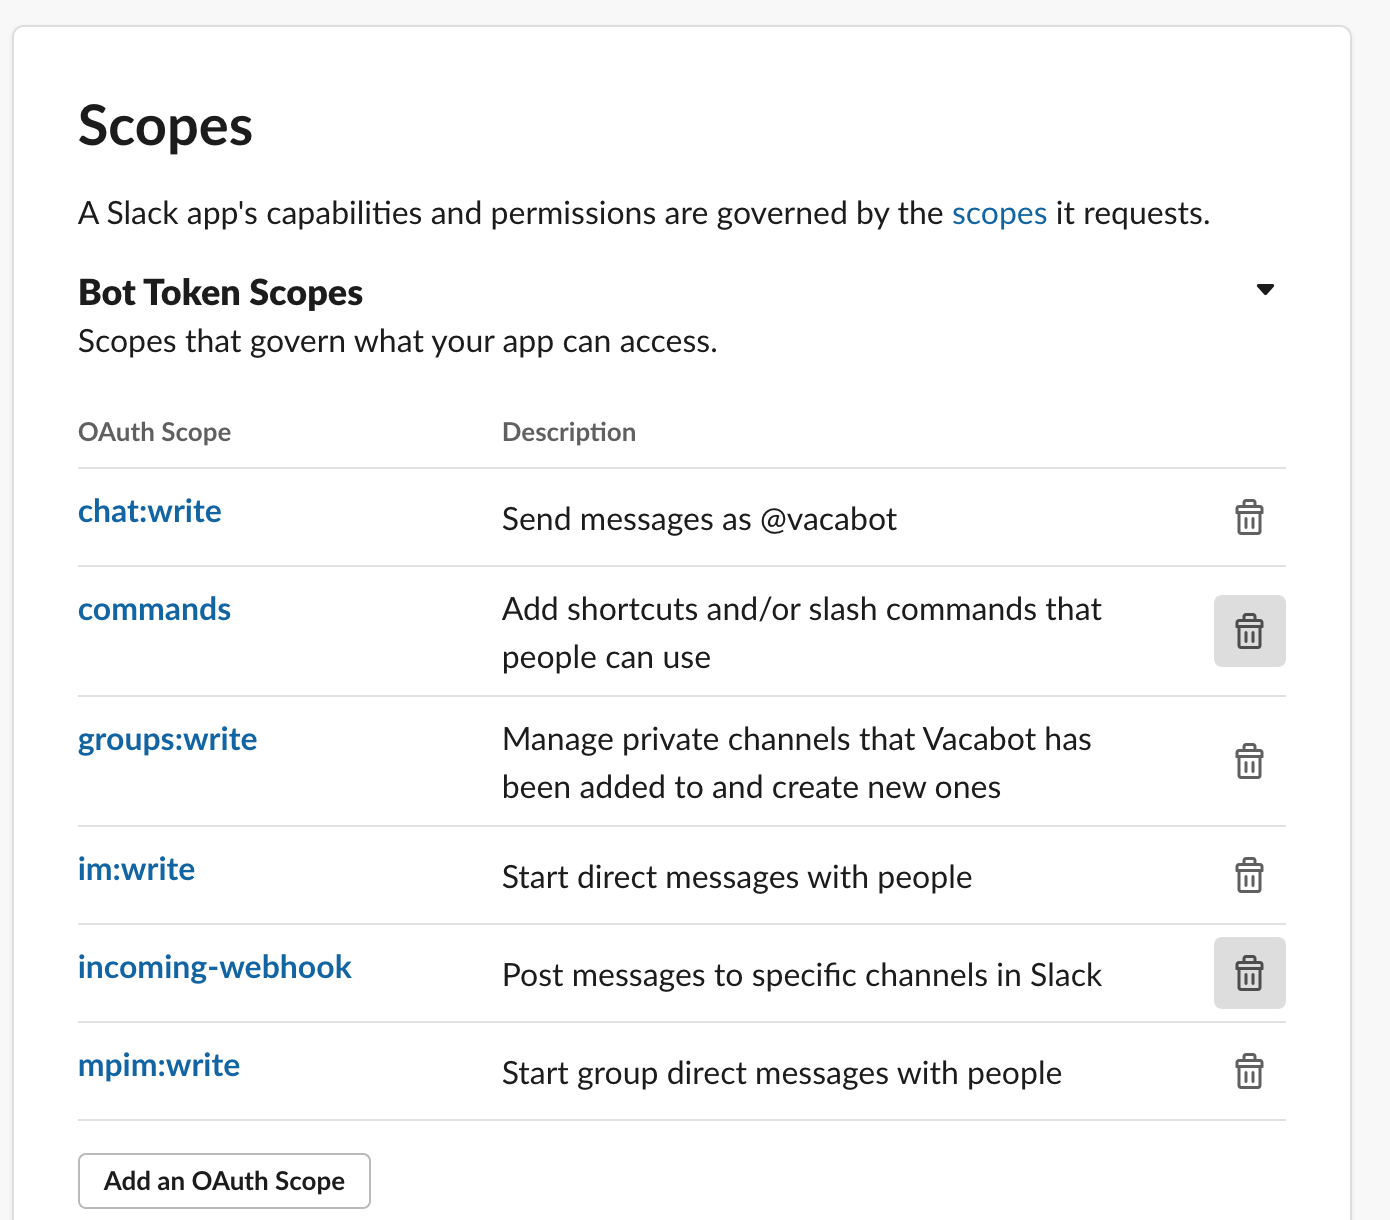 Scopes
A Slack app's capabilities and permissions are governed by the scopes it requests.
Bot Token Scopes
Scopes that govern what your app can access.
OAuth Scope
Description
chat:write
Send messages as @vacabot
commands
Add shortcuts and/or slash commands that
people can use
groups:write
Manage private channels that Vacabot has
been added to and create new ones
im:write
Start direct messages with people
incoming-webhook
Post messages to specific channels in Slack
mpim:write
Start group direct messages with people
Add an OAuth Scope